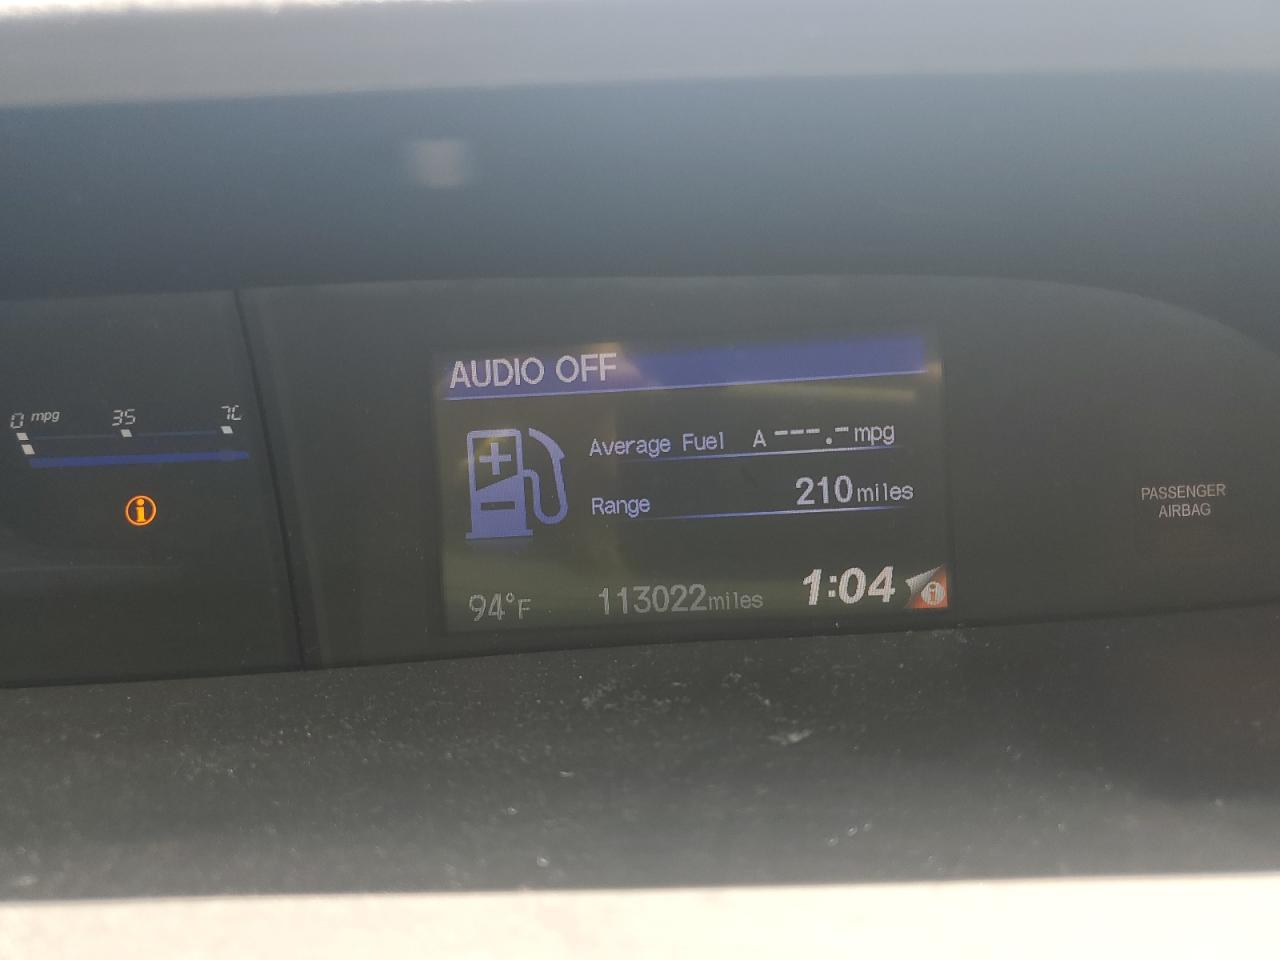 0 mpg 35 70
AUDIO OFF
Average Fuel A ---.- mpg
Range 210 miles
94°F 113022 miles 1:04
PASSENGER
AIRBAG